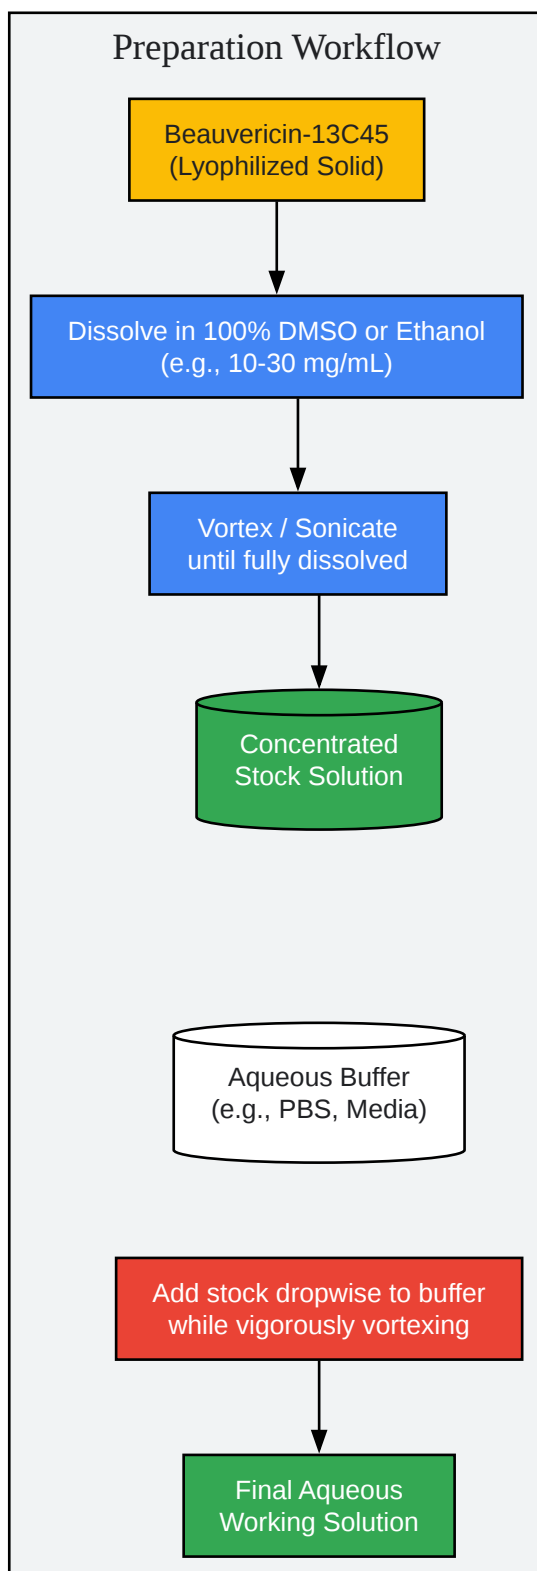 Preparation Workflow
Beauvericin-13C45
(Lyophilized Solid)
Dissolve in 100% DMSO or Ethanol
(e.g., 10-30 mg/mL)
Vortex / Sonicate
until fully dissolved
Concentrated
Stock Solution
Aqueous Buffer
(e.g., PBS, Media)
Add stock dropwise to buffer
while vigorously vortexing
Final Aqueous
Working Solution